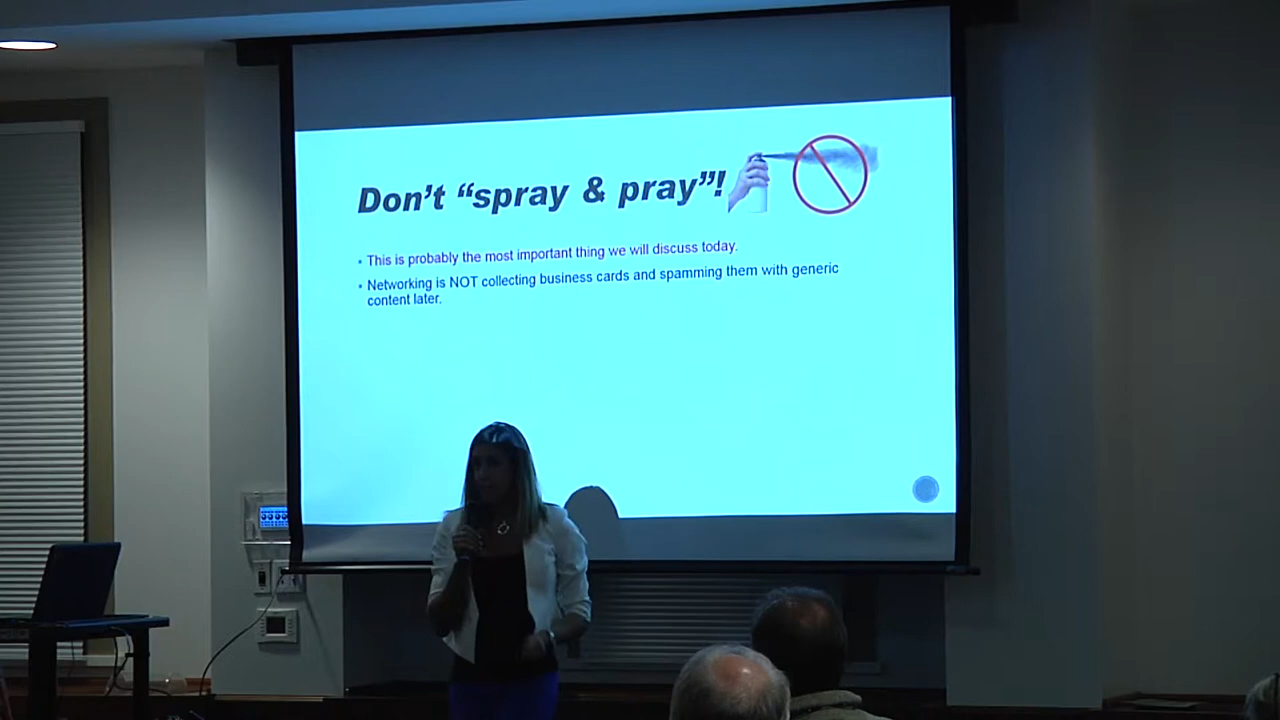 Don't “spray & pray”!
▪ This is probably the most important thing we will discuss today.
▪ Networking is NOT collecting business cards and spamming them with generic
content later.